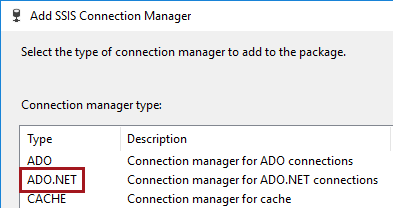 Add SSIS Connection Manager
Select the type of connection manager to add to the package.
Connection manager type:
Type Description
ADO Connection manager for ADO connections
ADO.NET Connection manager for ADO.NET connections
CACHE Connection manager for cache